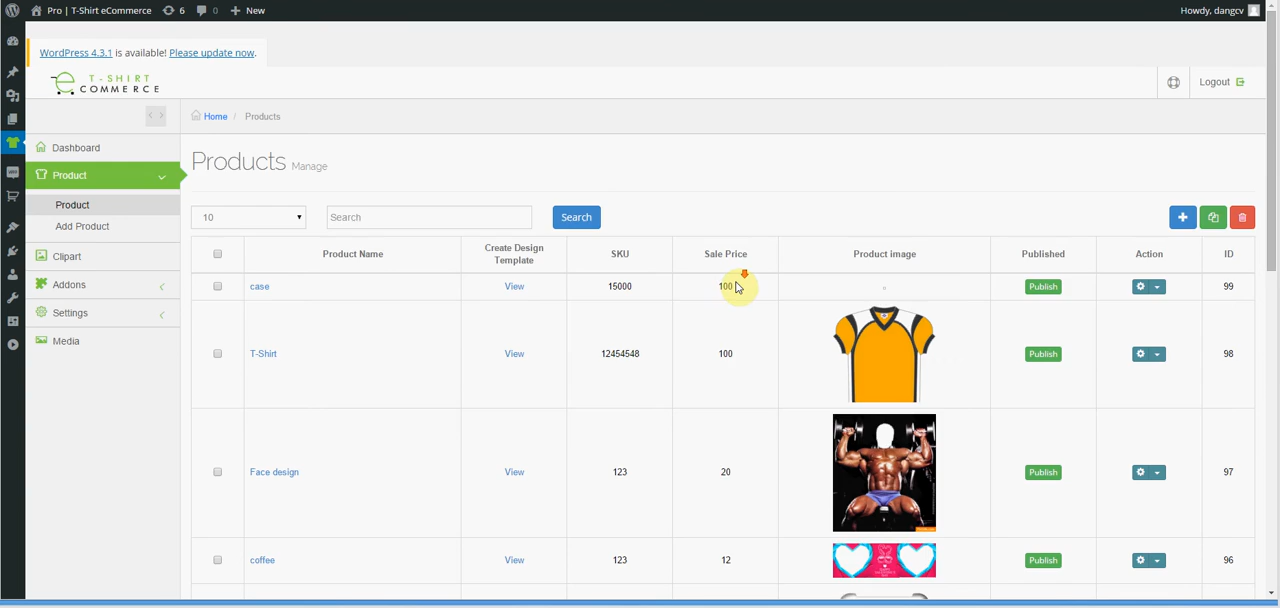 Pro | T-Shirt eCommerce 6 0 New Howdy, dangcv
WordPress 4.3.1 is available! Please update now.
T-SHIRT
COMMERCE
Logout
Home / Products
Dashboard
Product
Product
Add Product
Clipart
Addons
Settings
Media
Products Manage
10 Search Search
Product Name Create Design Template SKU Sale Price Product image Published Action ID
case View 15000 100 Publish 99
T-Shirt View 12454548 100 Publish 98
Face design View 123 20 Publish 97
coffee View 123 12 Publish 96